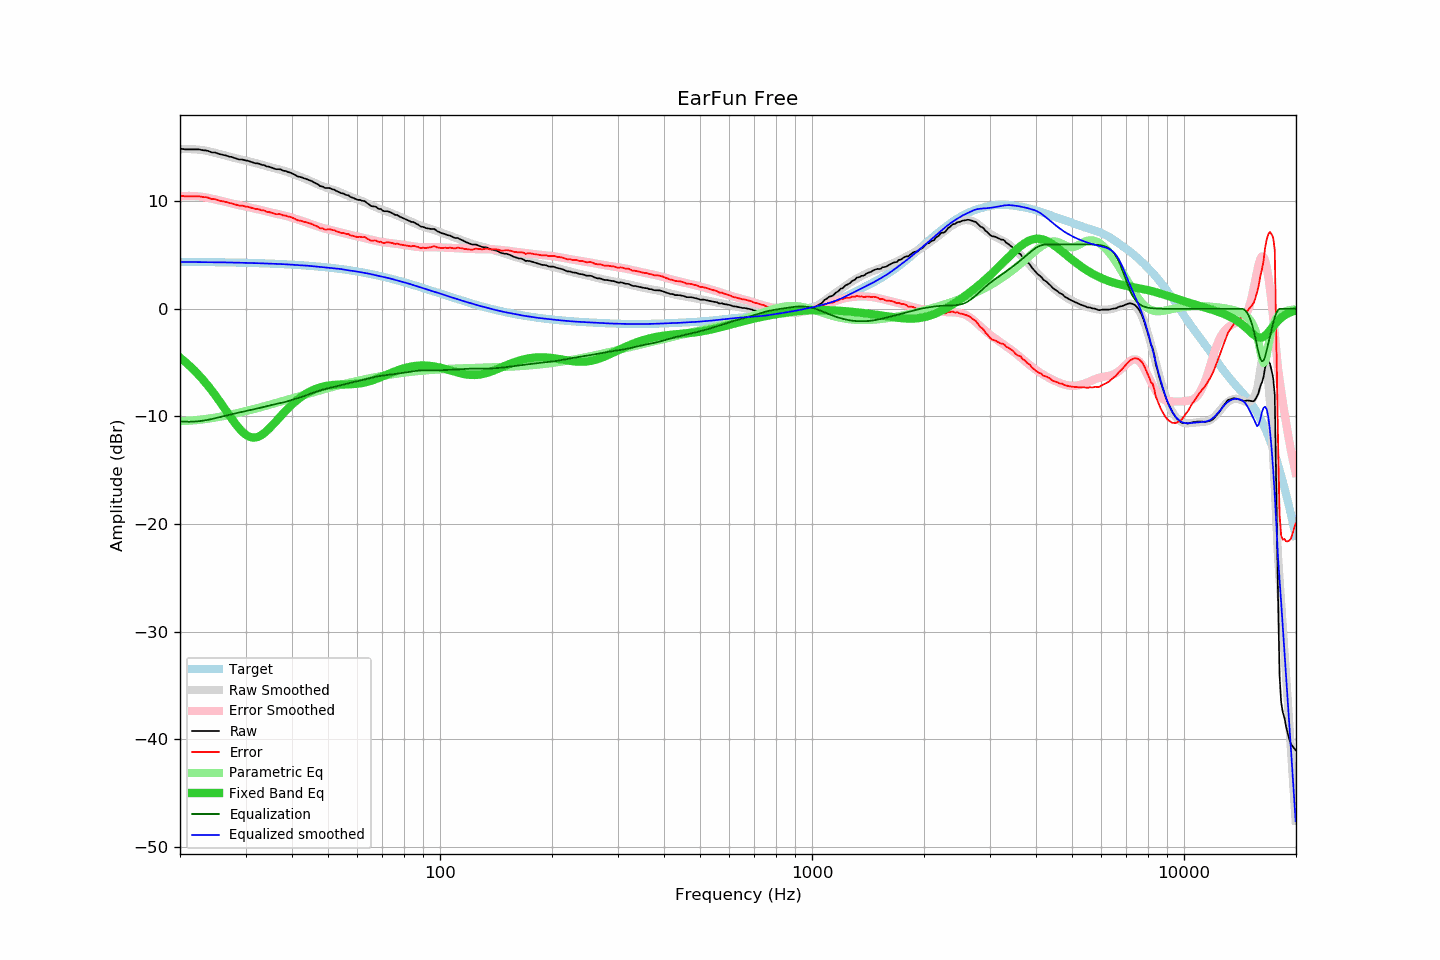 EarFun Free
Amplitude (dBr)
10
0
−10
−20
−30
−40
−50
Target
Raw Smoothed
Error Smoothed
Raw
Error
Parametric Eq
Fixed Band Eq
Equalization
Equalized smoothed
100
1000
10000
Frequency (Hz)